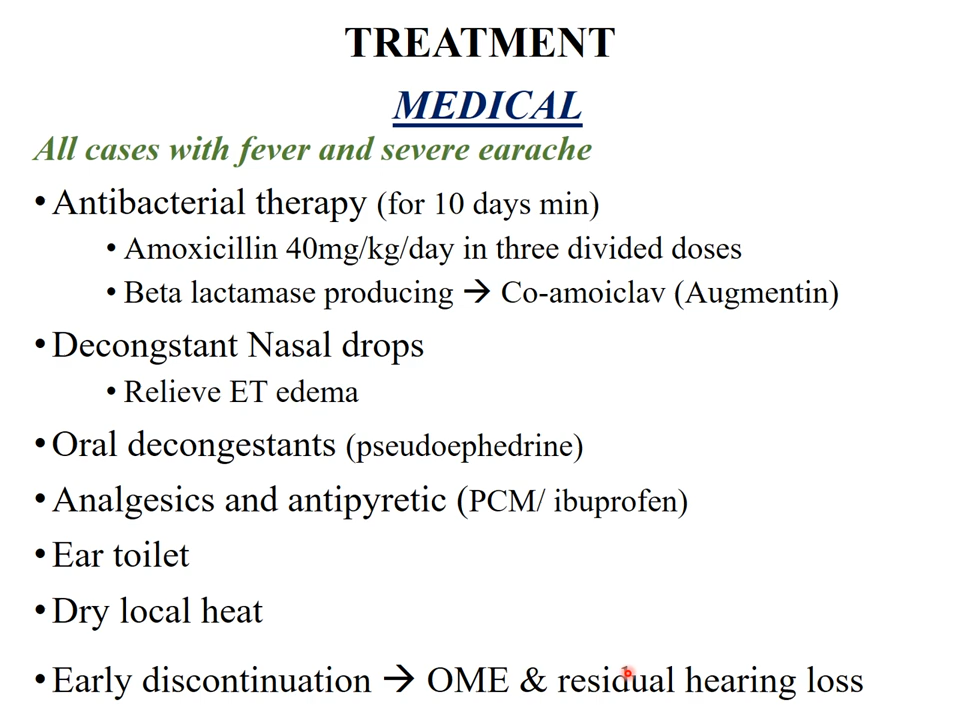 TREATMENT
MEDICAL
All cases with fever and severe earache
• Antibacterial therapy (for 10 days min)
• Amoxicillin 40mg/kg/day in three divided doses
• Beta lactamase producing → Co-amoiclav (Augmentin)
• Decongstant Nasal drops
• Relieve ET edema
• Oral decongestants (pseudoephedrine)
• Analgesics and antipyretic (PCM/ ibuprofen)
• Ear toilet
• Dry local heat
• Early discontinuation → OME & residual hearing loss